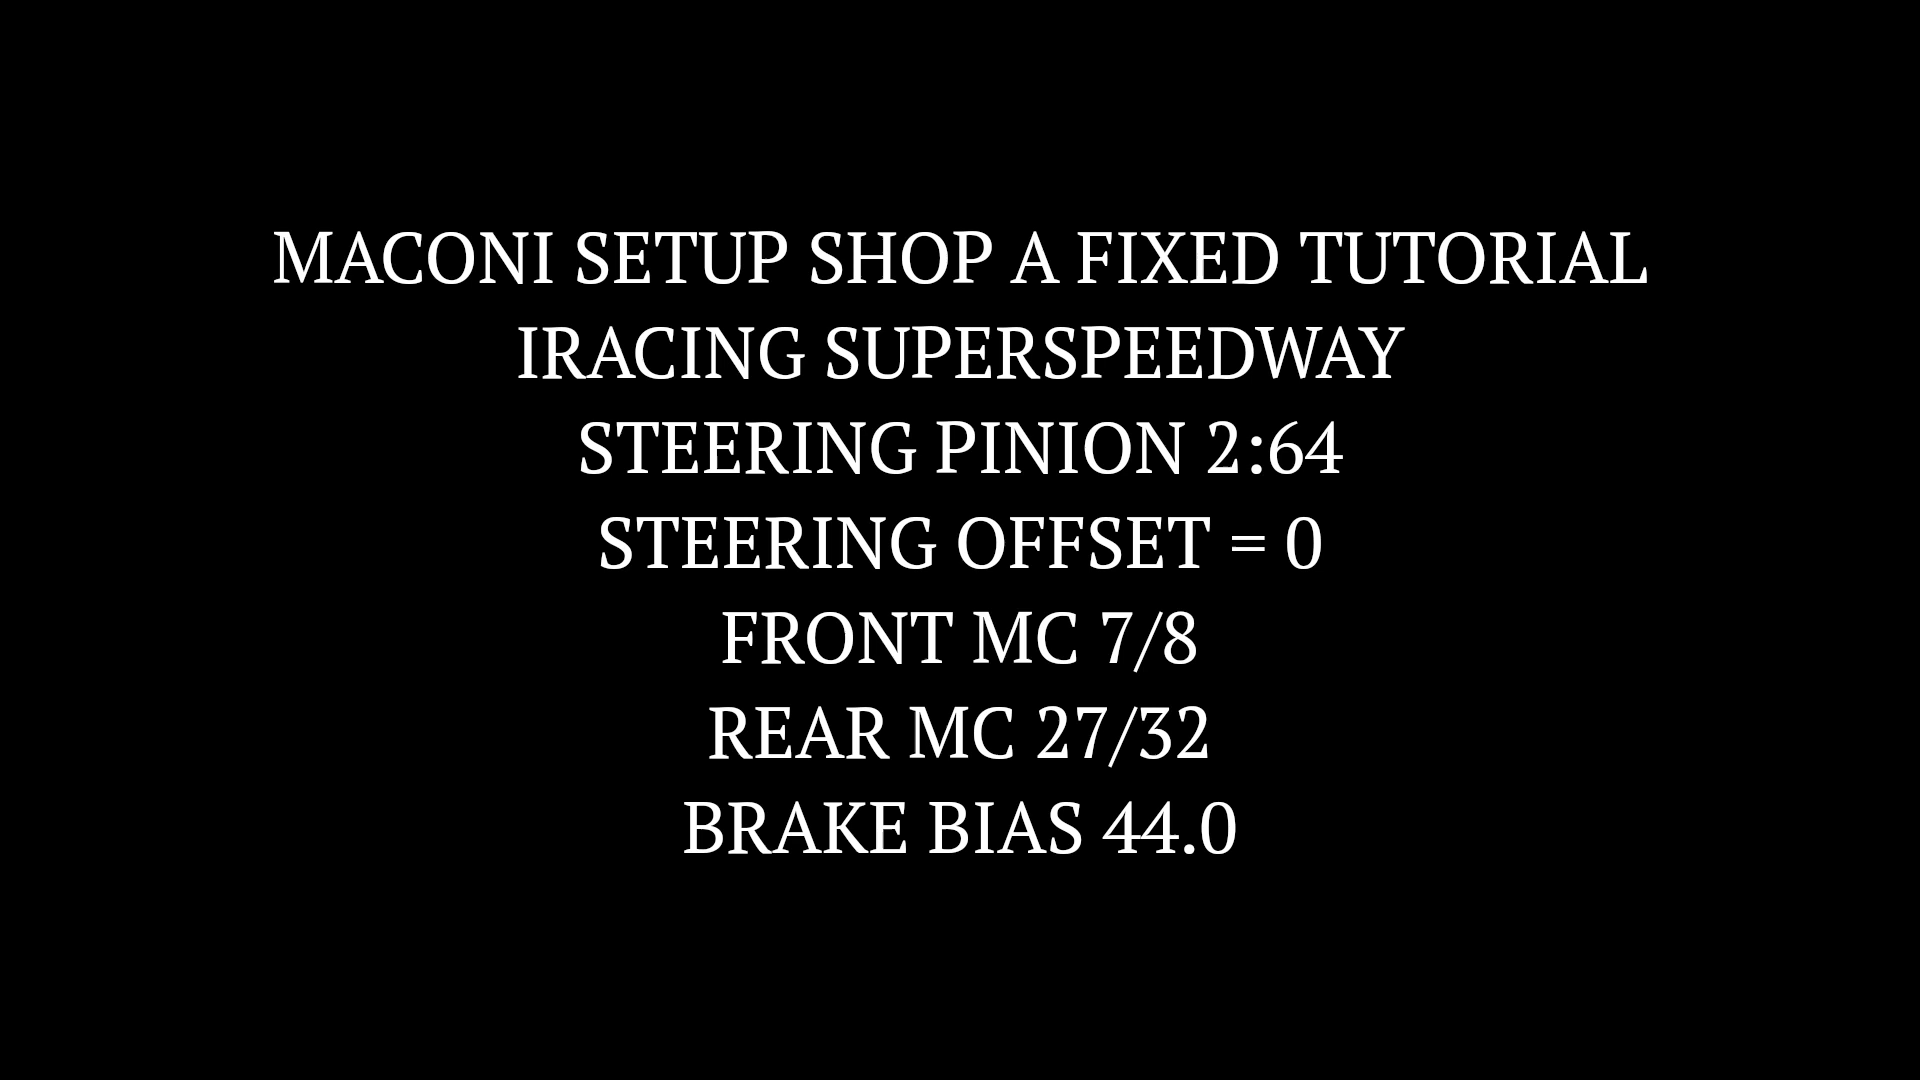 MACONI SETUP SHOP A FIXED TUTORIAL
IRACING SUPERSPEEDWAY
STEERING PINION 2:64
STEERING OFFSET = 0
FRONT MC 7/8
REAR MC 27/32
BRAKE BIAS 44.0